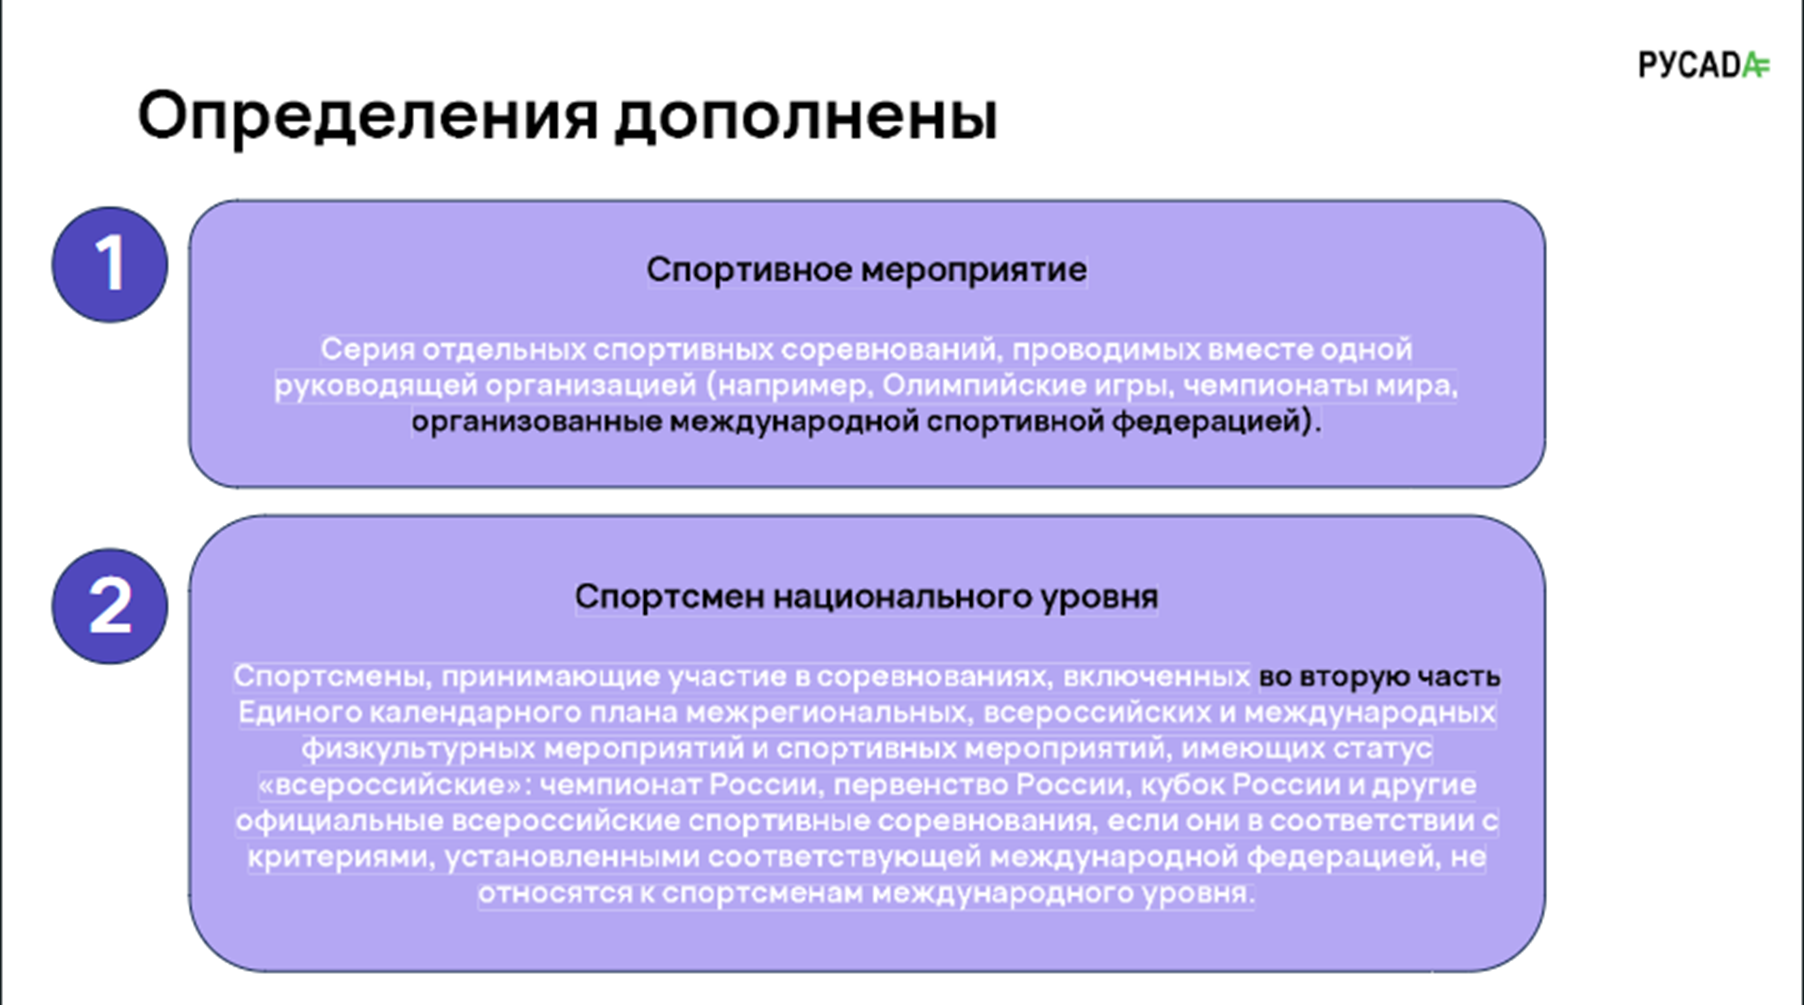 РУСАDA
Определения дополнены
1
Спортивное мероприятие
Серия отдельных спортивных соревнований, проводимых вместе одной
руководящей организацией (например, Олимпийские игры, чемпионаты мира,
организованные международной спортивной федерацией).
2
Спортсмен национального уровня
Спортсмены, принимающие участие в соревнованиях, включенных во вторую часть
Единого календарного плана межрегиональных, всероссийских и международных
физкультурных мероприятий и спортивных мероприятий, имеющих статус
«всероссийские»: чемпионат России, первенство России, кубок России и другие
официальные всероссийские спортивные соревнования, если они в соответствии с
критериями, установленными соответствующей международной федерацией, не
относятся к спортсменам международного уровня.